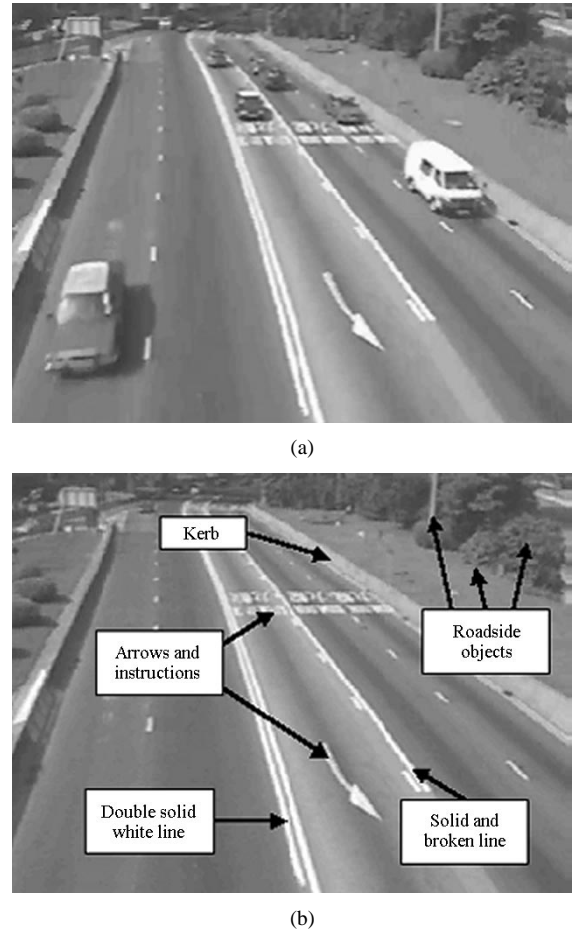 (a)
Kerb
Roadside
objects
Arrows and
instructions
Double solid
white line
Solid and
broken line
(b)